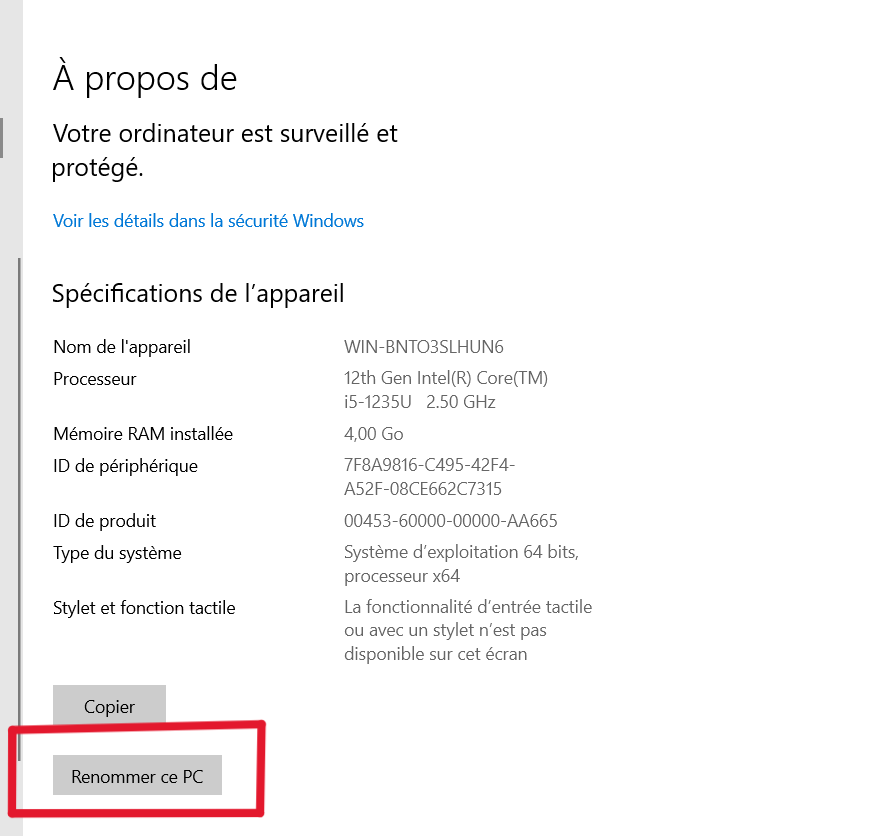 À propos de
Votre ordinateur est surveillé et
protégé.
Voir les détails dans la sécurité Windows
Spécifications de l’appareil
Nom de l'appareil WIN-BNTO3SLHUN6
Processeur 12th Gen Intel(R) Core(TM)
i5-1235U 2.50 GHz
Mémoire RAM installée 4,00 Go
ID de périphérique 7F8A9816-C495-42F4-
A52F-08CE662C7315
ID de produit 00453-60000-00000-AA665
Type du système Système d’exploitation 64 bits,
processeur x64
Stylet et fonction tactile La fonctionnalité d’entrée tactile
ou avec un stylet n’est pas
disponible sur cet écran
Copier
Renommer ce PC